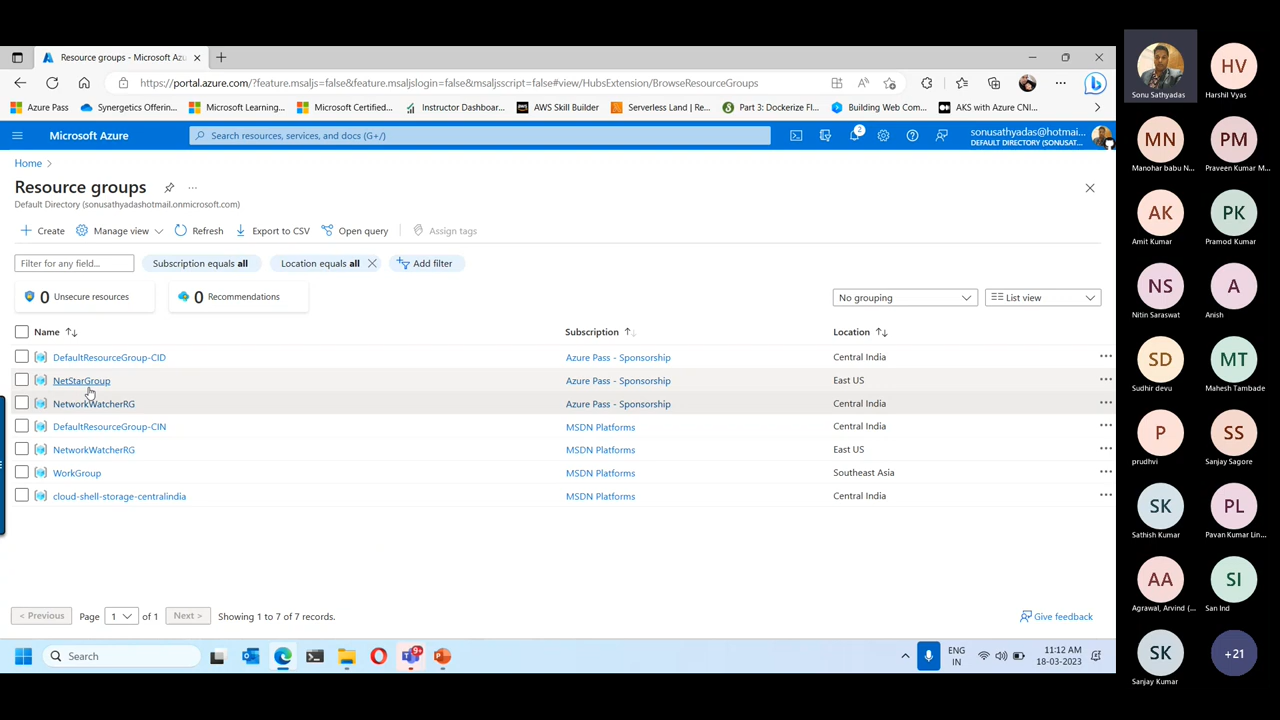 Resource groups - Microsoft Azu
https://portal.azure.com/?feature.msaljs=false&feature.msaljslogin=false&msaljsscript=false#view/HubsExtension/BrowseResourceGroups
Azure Pass
Synergetics Offering...
Microsoft Learning...
Microsoft Certified...
Instructor Dashboar...
AWS Skill Builder
Serverless Land | Re...
Part 3: Dockerize Fl...
Building Web Com...
AKS with Azure CNI...
Microsoft Azure
Search resources, services, and docs (G+/)
2
sonusathyadas@hotmai...
DEFAULT DIRECTORY (SONUSAT...
Home >
Resource groups
Default Directory (sonusathyadashotmail.onmicrosoft.com)
Create
Manage view
Refresh
Export to CSV
Open query
Assign tags
Filter for any field...
Subscription equals all
Location equals all
Add filter
0 Unsecure resources
0 Recommendations
No grouping
List view
Name Subscription Location
DefaultResourceGroup-CID Azure Pass - Sponsorship Central India
NetStarGroup Azure Pass - Sponsorship East US
NetworkWatcherRG Azure Pass - Sponsorship Central India
DefaultResourceGroup-CIN MSDN Platforms Central India
NetworkWatcherRG MSDN Platforms East US
WorkGroup MSDN Platforms Southeast Asia
cloud-shell-storage-centralindia MSDN Platforms Central India
< Previous Page 1 of 1 Next > Showing 1 to 7 of 7 records.
Give feedback
Search
9+
ENG
IN
11:12 AM
18-03-2023
Sonu Sathyadas
HV
Harshil Vyas
MN
Manohar babu N...
PM
Praveen Kumar M...
AK
Amit Kumar
PK
Pramod Kumar
NS
Nitin Saraswat
A
Anish
SD
Sudhir devu
MT
Mahesh Tambade
P
prudhvi
SS
Sanjay Sagore
SK
Sathish Kumar
PL
Pavan Kumar Lin...
AA
Agrawal, Arvind (...
SI
San Ind
SK
Sanjay Kumar
+21